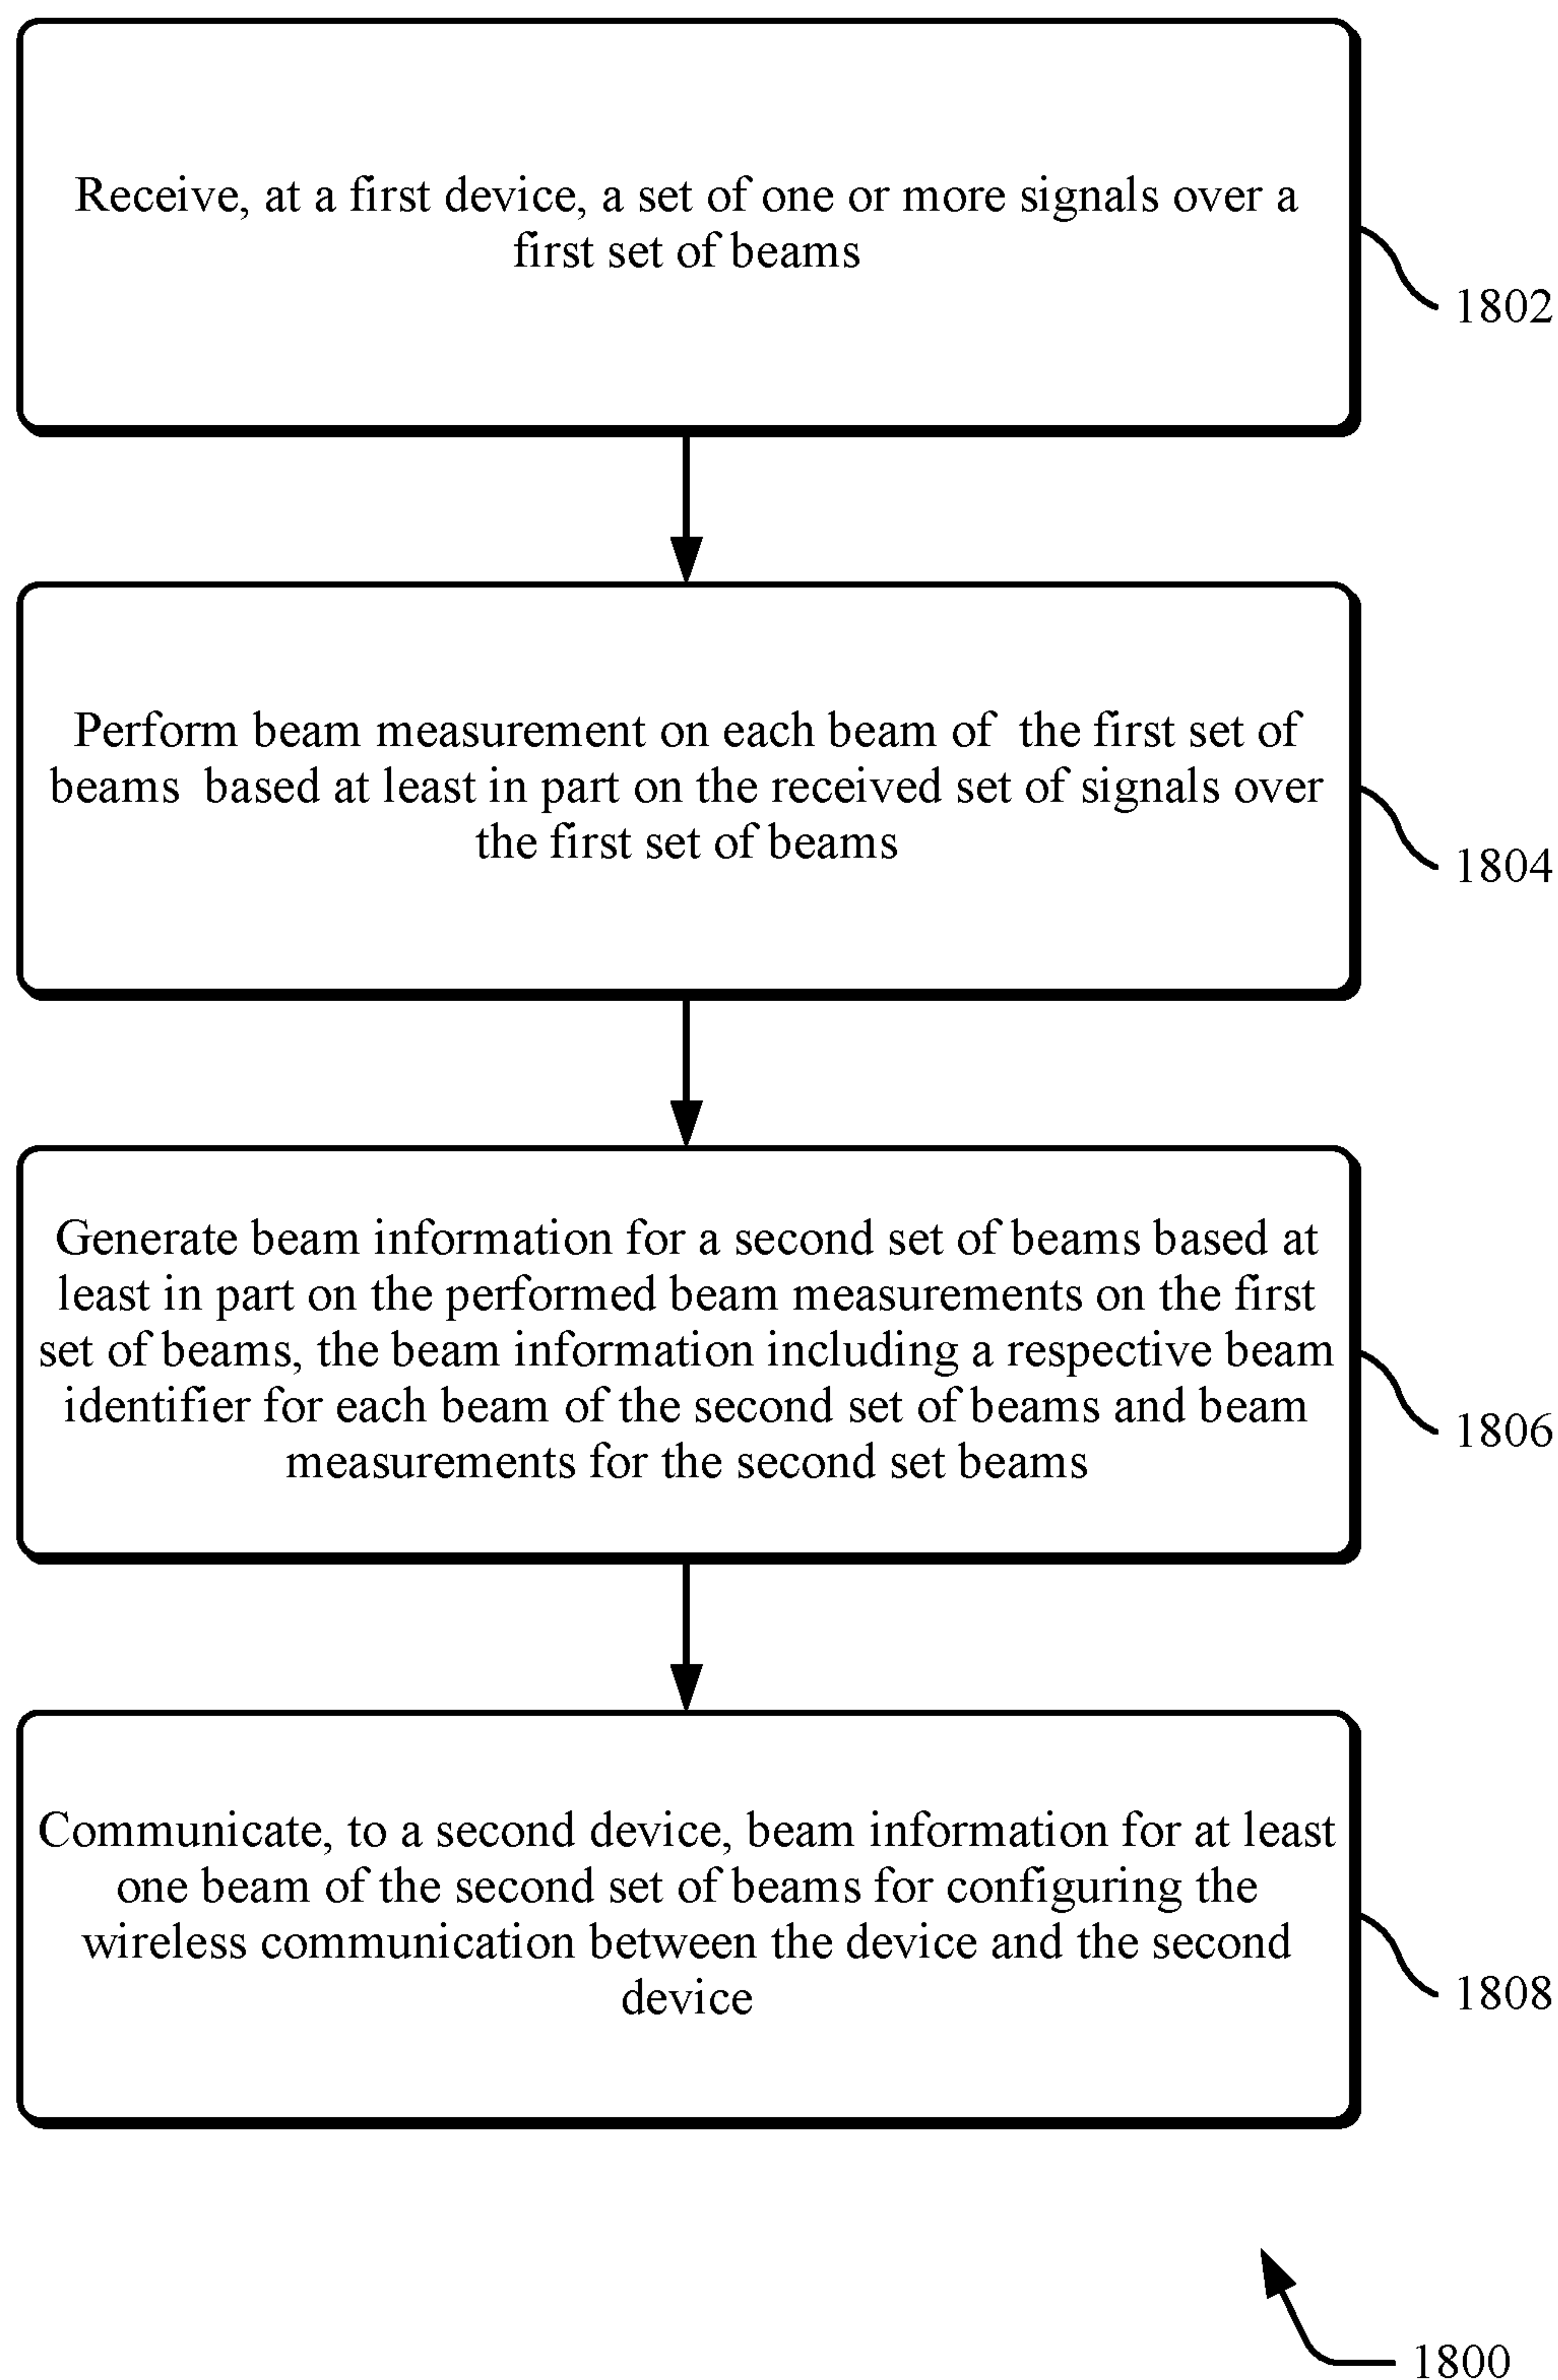 Receive, at a first device, a set of one or more signals over a
first set of beams
1802
Perform beam measurement on each beam of  the first set of
beams  based at least in part on the received set of signals over
the first set of beams
1804
Generate beam information for a second set of beams based at
least in part on the performed beam measurements on the first
set of beams, the beam information including a respective beam
identifier for each beam of the second set of beams and beam
measurements for the second set beams
1806
Communicate, to a second device, beam information for at least
one beam of the second set of beams for configuring the
wireless communication between the device and the second
device
1808
1800